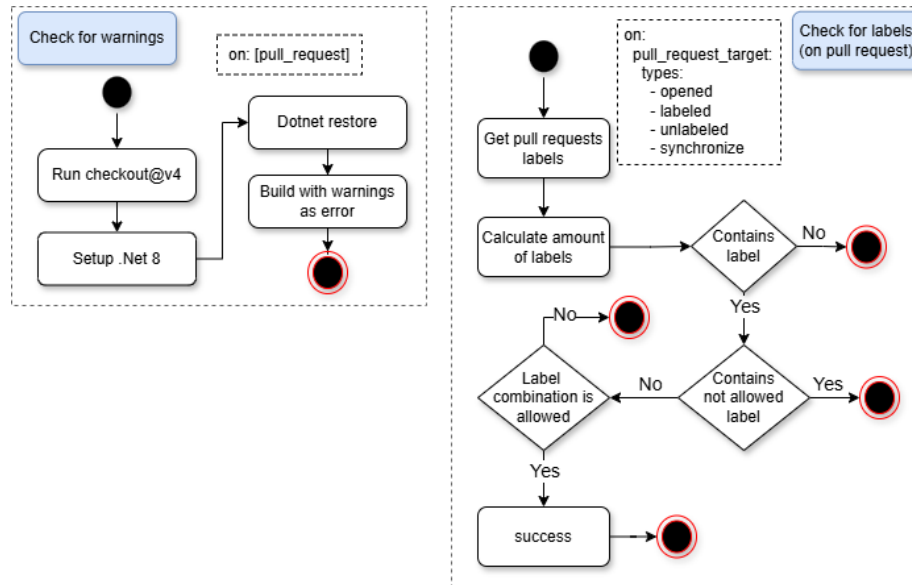 Check for warnings
on: [pull_request]
Run checkout@v4
Setup .Net 8
Dotnet restore
Build with warnings
as error
Check for labels
(on pull request)
on:
pull_request_target:
types:
- opened
- labeled
- unlabeled
- synchronize
Get pull requests
labels
Calculate amount
of labels
Contains
label
No
Yes
Contains
not allowed
label
Yes
No
Label
combination is
allowed
No
Yes
success